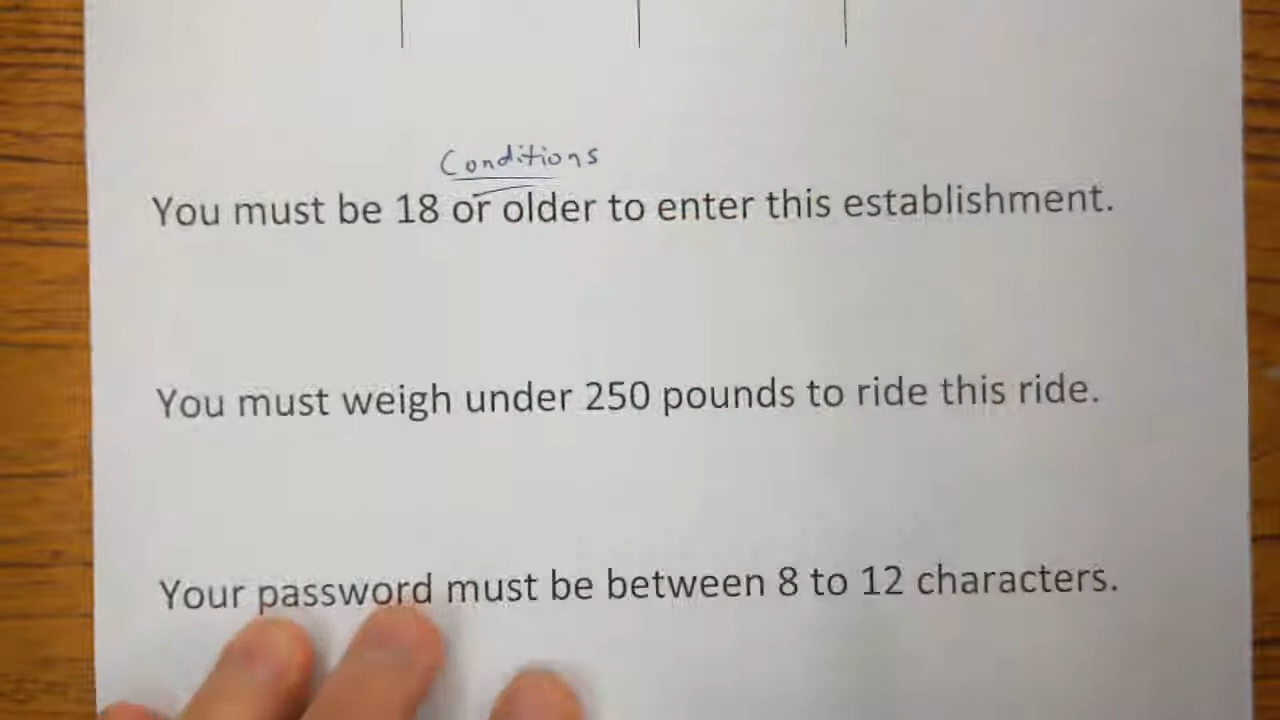 Conditions
You must be 18 or older to enter this establishment.
You must weigh under 250 pounds to ride this ride.
Your password must be between 8 to 12 characters.